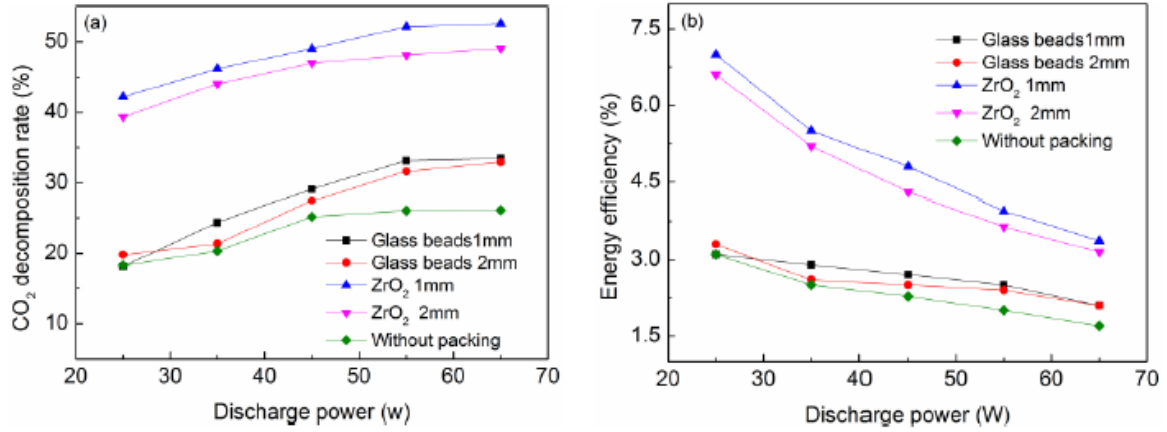 (a)
CO2 decomposition rate (%)
50
40
30
20
10
Glass beads1mm
Glass beads 2mm
ZrO2 1mm
ZrO2 2mm
Without packing
20 30 40 50 60 70
Discharge power (w)
(b)
Energy efficiency (%)
7.5
6.0
4.5
3.0
1.5
Glass beads1mm
Glass beads 2mm
ZrO2 1mm
ZrO2 2mm
Without packing
20 30 40 50 60 70
Discharge power (W)